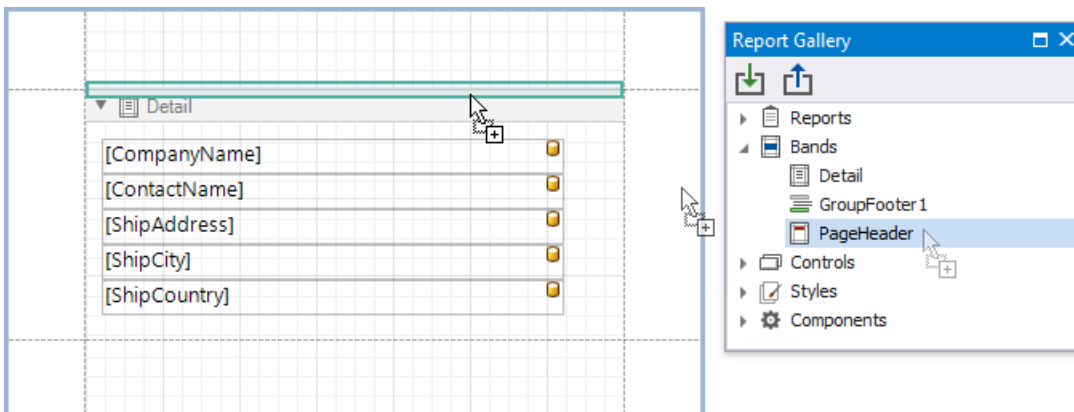 Detail
[CompanyName]
[ContactName]
[ShipAddress]
[ShipCity]
[ShipCountry]
Report Gallery
Reports
Bands
Detail
GroupFooter1
PageHeader
Controls
Styles
Components